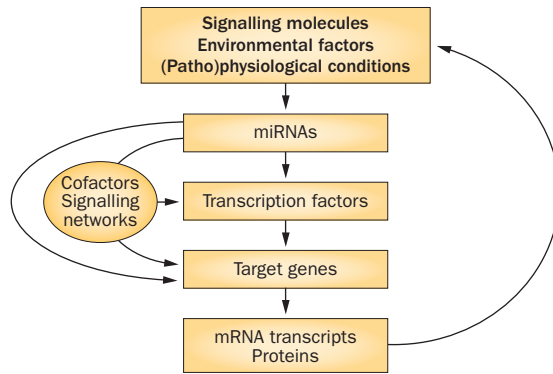 Signalling molecules
Environmental factors
(Patho)physiological conditions
miRNAs
Cofactors
Signalling
networks
Transcription factors
Target genes
mRNA transcripts
Proteins